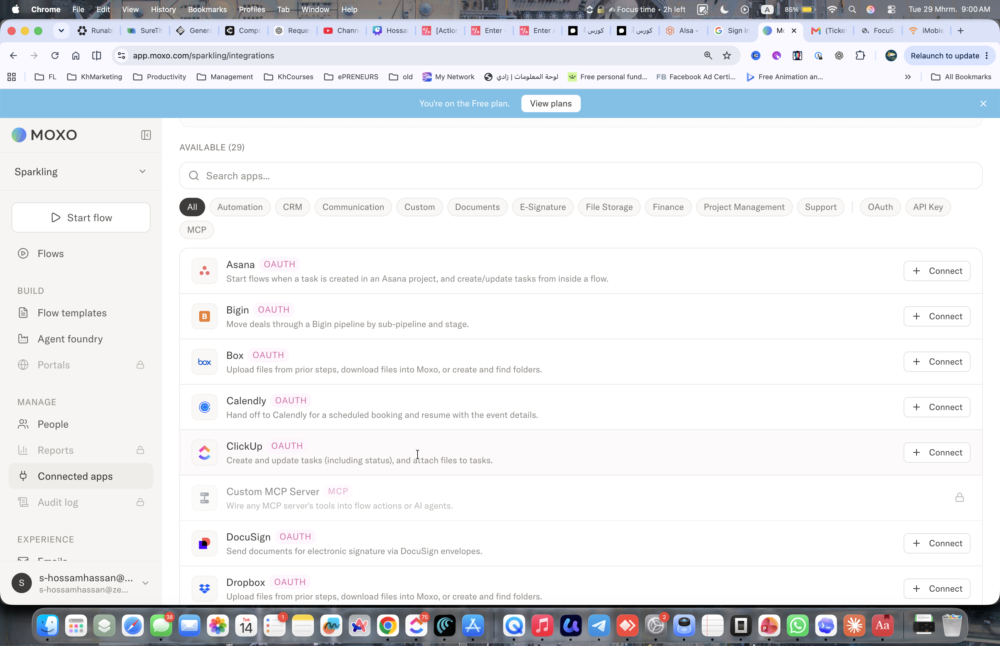 Chrome File Edit View History Bookmarks Profiles Tab Window Help
Focus time • 2h left
A
85%
Tue 29 Mhrm. 9:00 AM
Runabl
SureTh
Genera
Compo
Reque
Chann
Hossar
[Action
Enter -
Enter
كورس
كورس
Alsa -
Sign in
Mo
(Ticket
FocuS
iMobie
app.moxo.com/sparkling/integrations
Relaunch to update
FL
KhMarketing
Productivity
Management
KhCourses
ePRENEURS
old
My Network
لوحة المعلومات | زادي
Free personal fund...
FB Facebook Ad Certi...
Free Animation an...
All Bookmarks
You're on the Free plan.
View plans
MOXO
Sparkling
Start flow
Flows
BUILD
Flow templates
Agent foundry
Portals
MANAGE
People
Reports
Connected apps
Audit log
EXPERIENCE
Emails
S
s-hossamhassan@...
s-hossamhassan@ze...
AVAILABLE (29)
Search apps...
All
Automation
CRM
Communication
Custom
Documents
E-Signature
File Storage
Finance
Project Management
Support
OAuth
API Key
MCP
Asana OAUTH
Start flows when a task is created in an Asana project, and create/update tasks from inside a flow.
Connect
B
Bigin OAUTH
Move deals through a Bigin pipeline by sub-pipeline and stage.
Connect
box
Box OAUTH
Upload files from prior steps, download files into Moxo, or create and find folders.
Connect
Calendly OAUTH
Hand off to Calendly for a scheduled booking and resume with the event details.
Connect
ClickUp OAUTH
Create and update tasks (including status), and attach files to tasks.
Connect
Custom MCP Server MCP
Wire any MCP server's tools into flow actions or AI agents.
DocuSign OAUTH
Send documents for electronic signature via DocuSign envelopes.
Connect
Dropbox OAUTH
Upload files from prior steps, download files into Moxo, or create and find folders.
Connect
38
Tue
14
1
75
2
P
Aa